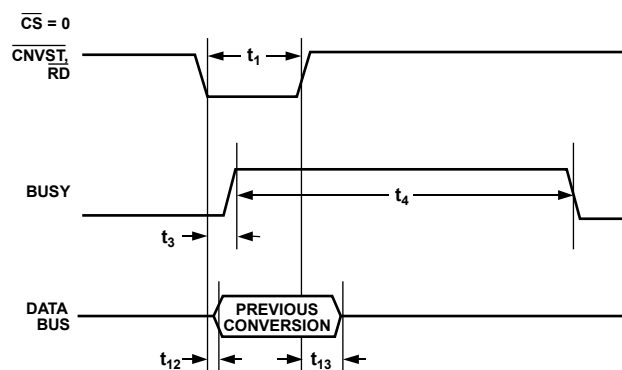 CS = 0
CNVST,
RD
t1
BUSY
t4
t3
DATA
BUS
PREVIOUS
CONVERSION
t12
t13